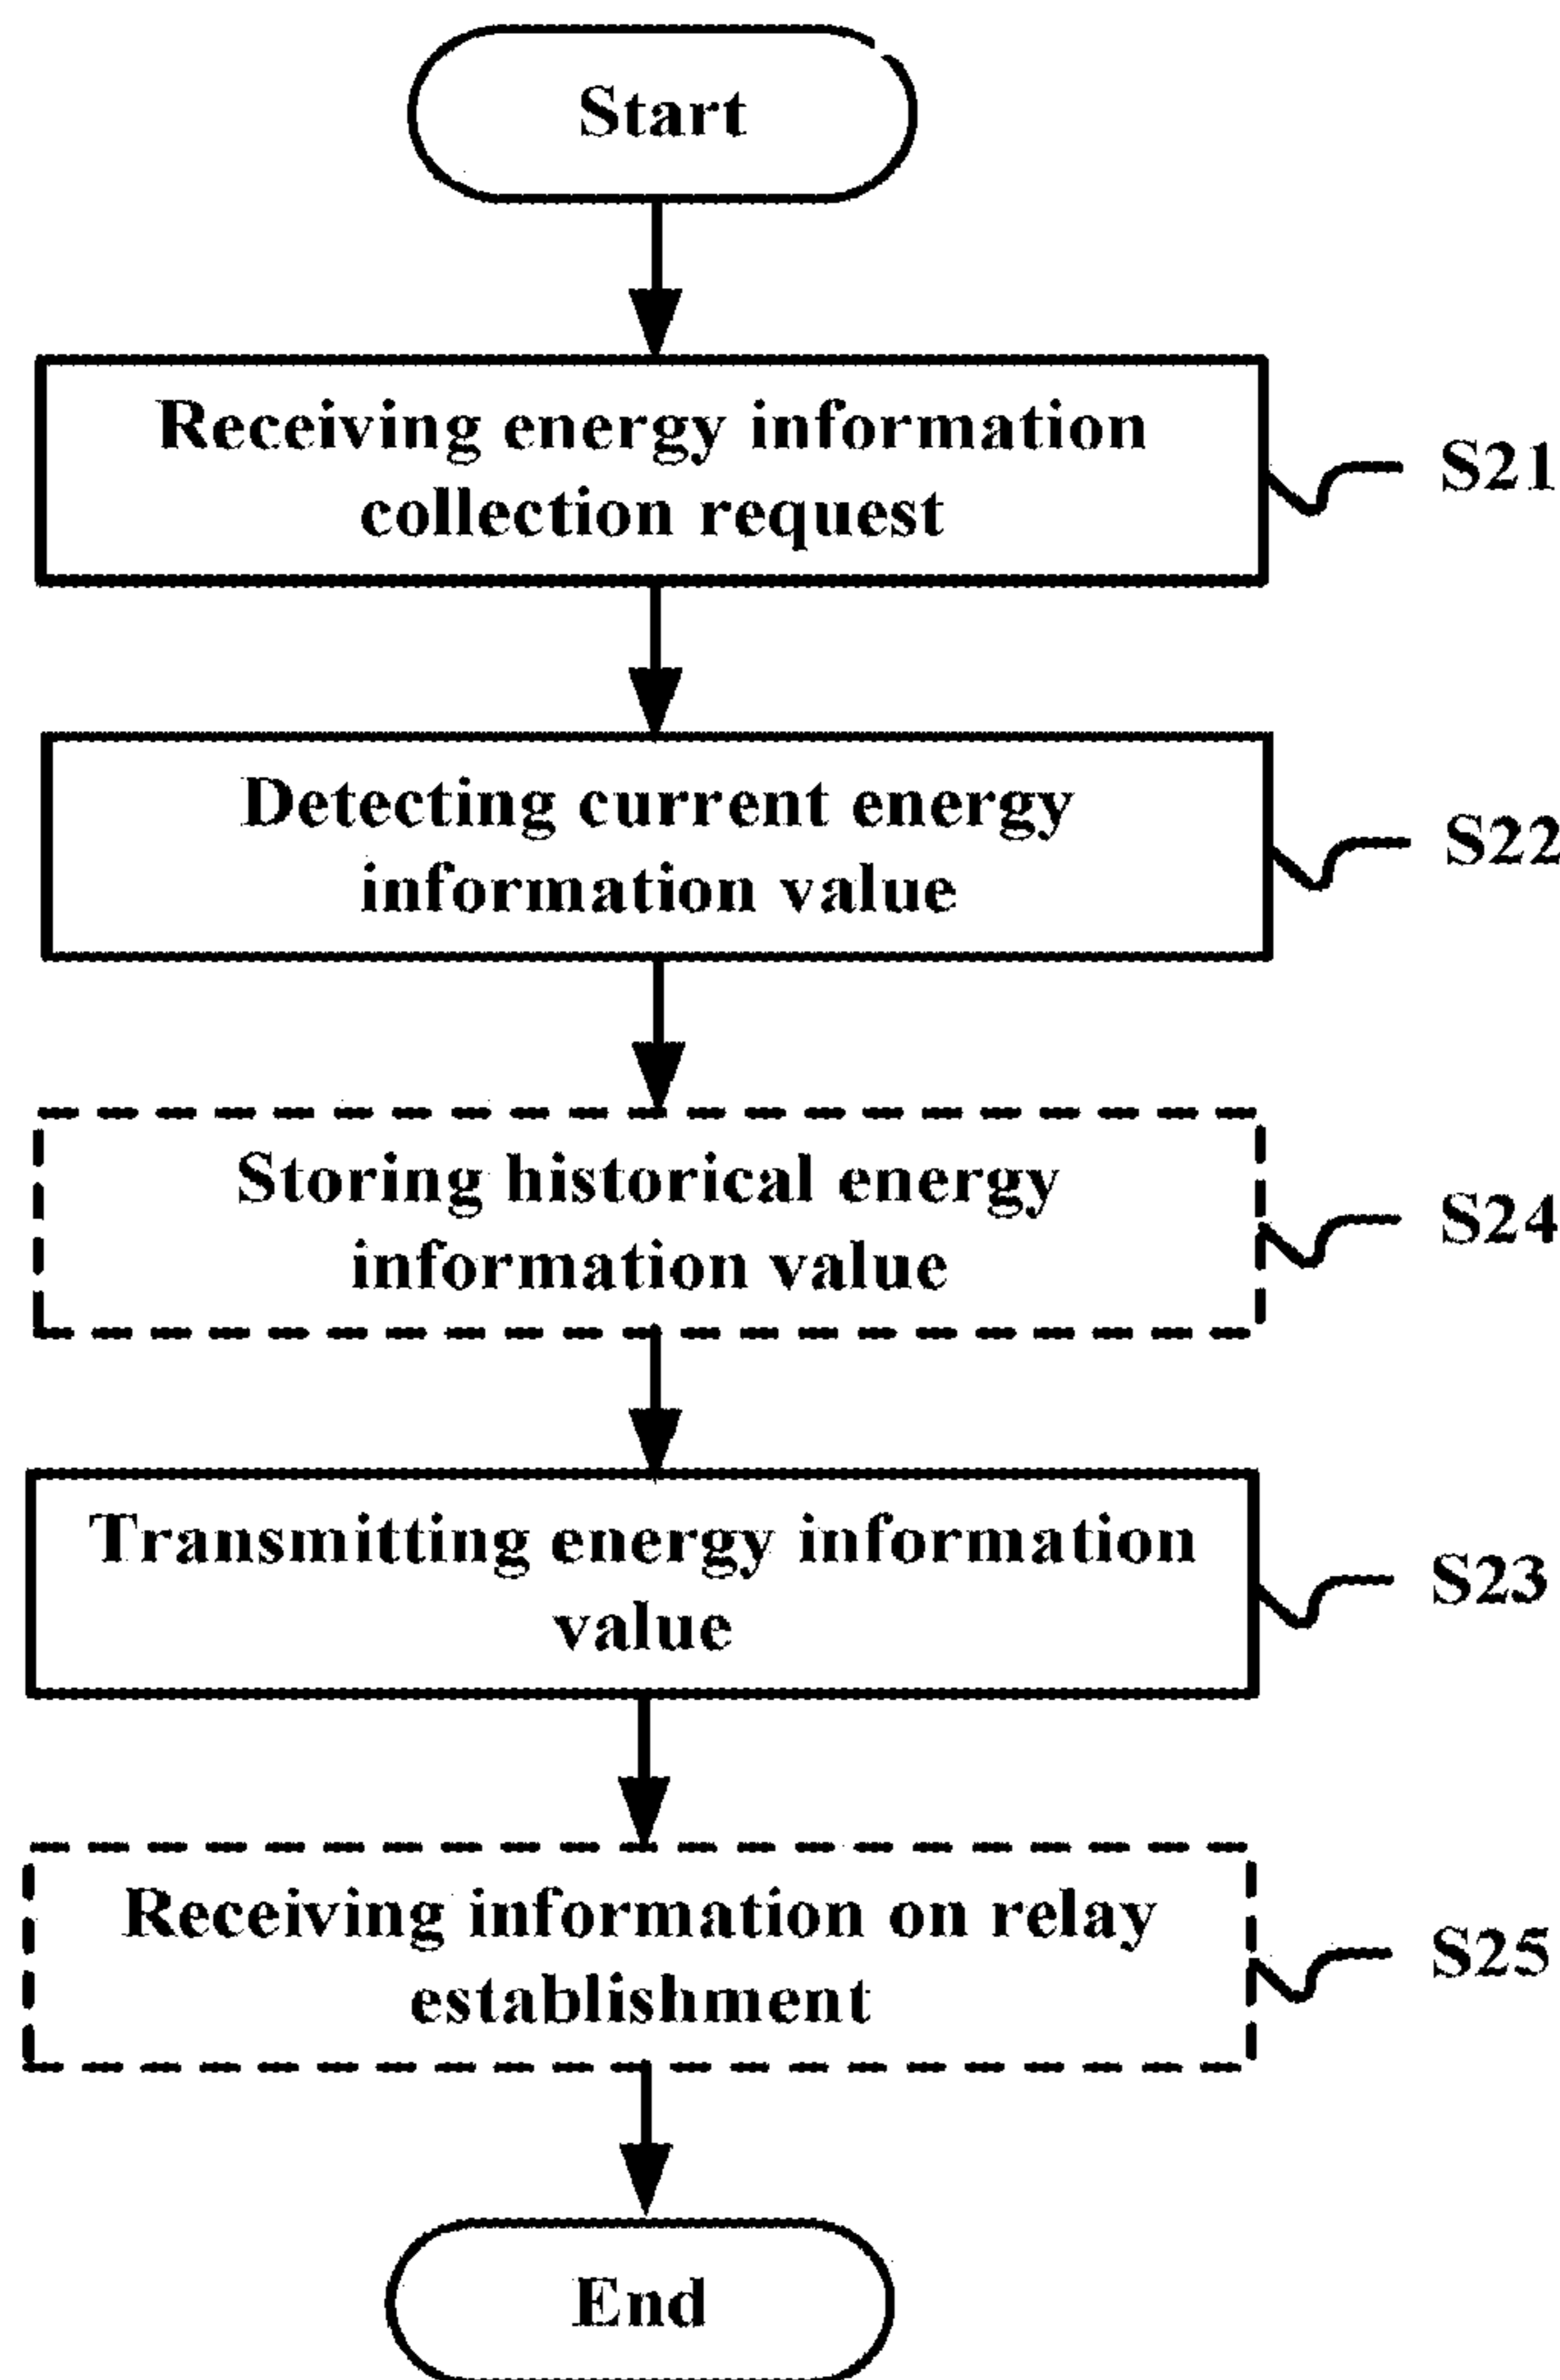 Start
Receiving energy information
collection request
S21
Detecting current energy
information value
S22
Storing historical energy
information value
S24
Transmitting energy information
value
S23
Receiving information on relay
establishment
S25
End